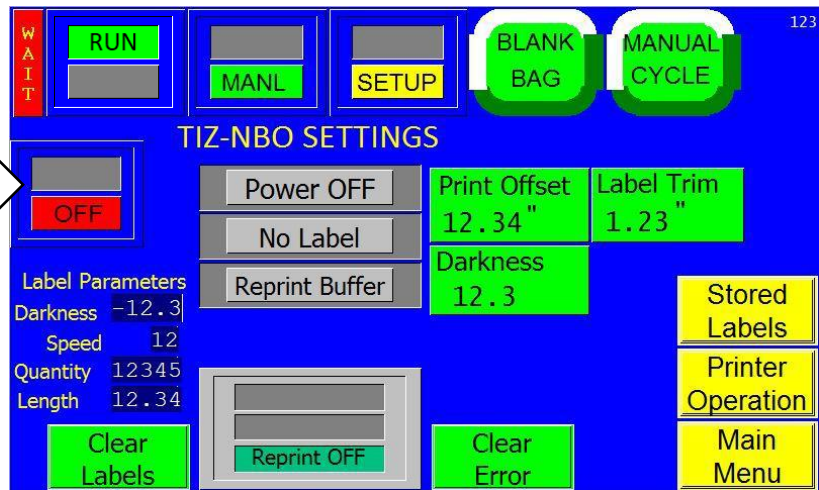 WAIT
RUN
MANL
SETUP
BLANK
BAG
MANUAL
CYCLE
123
TIZ-NBO SETTINGS
OFF
Power OFF
No Label
Reprint Buffer
Print Offset
12.34"
Label Trim
1.23"
Darkness
12.3
Label Parameters
Darkness -12.3
Speed 12
Quantity 12345
Length 12.34
Stored
Labels
Printer
Operation
Clear
Labels
Reprint OFF
Clear
Error
Main
Menu